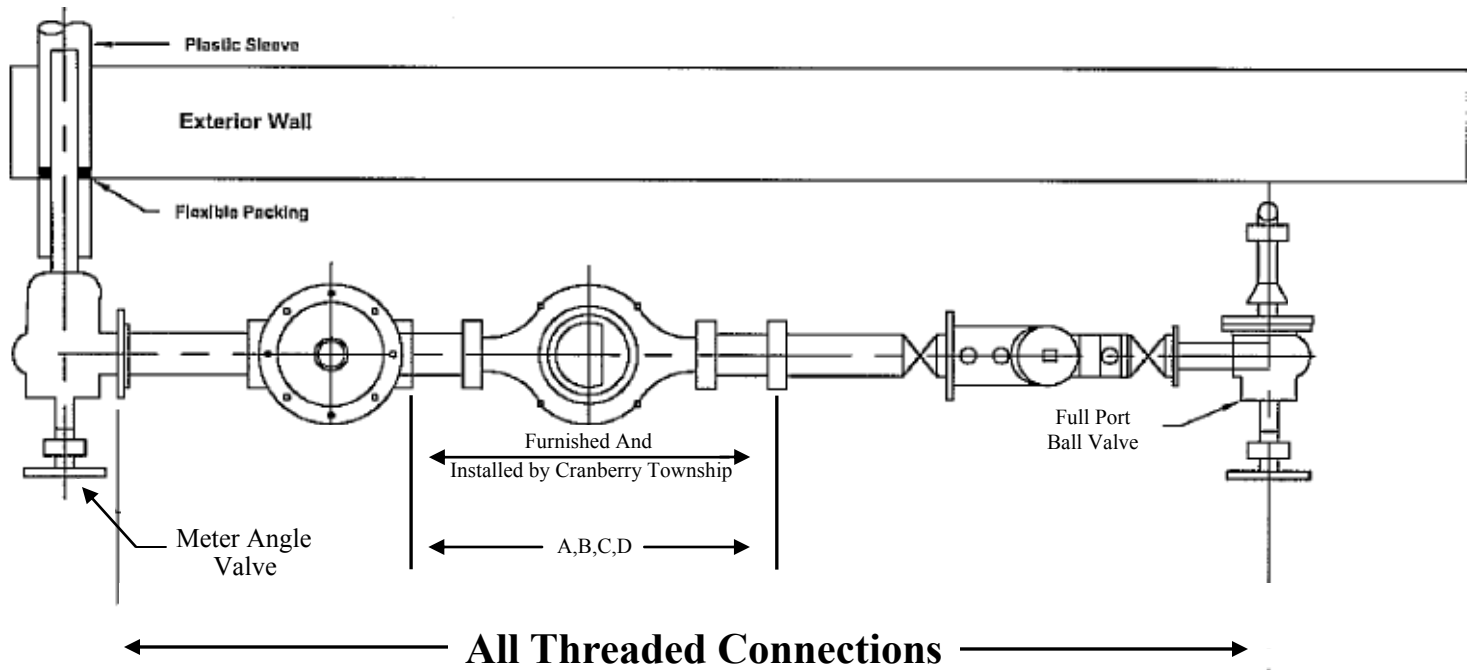 Plastic Sleeve
Exterior Wall
Flexible Packing
Full Port
Ball Valve
Furnished And
Installed by Cranberry Township
Meter Angle
Valve
A,B,C,D
All Threaded Connections